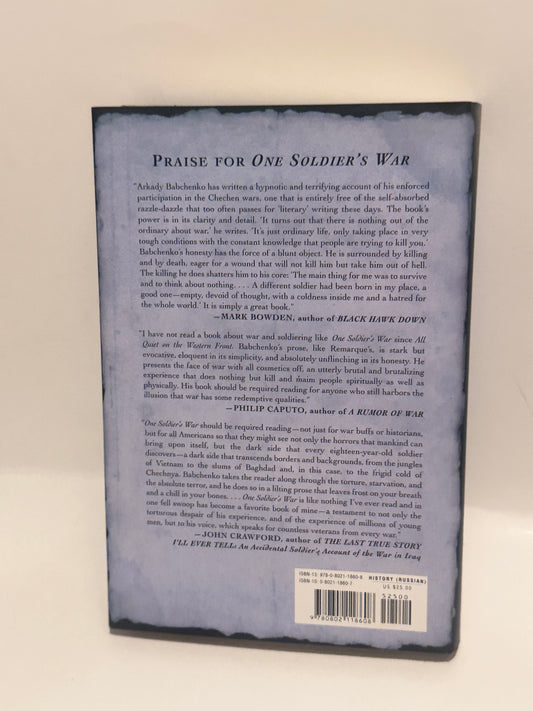 PRAISE FOR ONE SOLDIER'S WAR
"Arkady Babchenko has written a hypnotic and terrifying account of his enforced
participation in the Chechen wars, one that is entirely free of the self-absorbed
razzle-dazzle that too often passes for 'literary' writing these days. The book's
power is in its clarity and detail. 'It turns out that there is nothing out of the
ordinary about war,' he writes. 'It's just ordinary life, only taking place in very
tough conditions with the constant knowledge that people are trying to kill you.'
Babchenko's honesty has the force of a blunt object. He is surrounded by killing
and by death, eager for a wound that will not kill him but take him out of hell.
The killing he does shatters him to his core: 'The main thing for me was to survive
and to think about nothing. . . . A different soldier had been born in my place, a
good one—empty, devoid of thought, with a coldness inside me and a hatred for
the whole world.' It is simply a great book."
—MARK BOWDEN, author of BLACK HAWK DOWN
"I have not read a book about war and soldiering like One Soldier's War since All
Quiet on the Western Front. Babchenko's prose, like Remarque's, is stark but
evocative, eloquent in its simplicity, and absolutely unflinching in its honesty. He
presents the face of war with all cosmetics off, an utterly brutal and brutalizing
experience that does nothing but kill and maim people spiritually as well as
physically. His book should be required reading for anyone who still harbors the
illusion that war has some redemptive qualities."
—PHILIP CAPUTO, author of A RUMOR OF WAR
"One Soldier's War should be required reading—not just for war buffs or historians,
but for all Americans so that they might see not only the horrors that mankind can
bring upon itself, but the dark side that every eighteen-year-old soldier
discovers—a dark side that transcends borders and backgrounds, from the jungles
of Vietnam to the slums of Baghdad and, in this case, to the frigid cold of
Chechnya. Babchenko takes the reader along through the torture, starvation, and
the absolute terror, and he does so in a lilting prose that leaves frost on your breath
and a chill in your bones. . . . One Soldier's War is like nothing I've ever read and in
one fell swoop has become a favorite book of mine—a testament to not only the
torturous despair of his experience, and of the experience of millions of young
men, but to his voice, which speaks for countless veterans from every war."
—JOHN CRAWFORD, author of THE LAST TRUE STORY
I'LL EVER TELL: An Accidental Soldier's Account of the War in Iraq
ISBN-13: 978-0-8021-1860-8 HISTORY (RUSSIAN)
ISBN-10: 0-8021-1860-7 US $25.00
52500
9780802118608